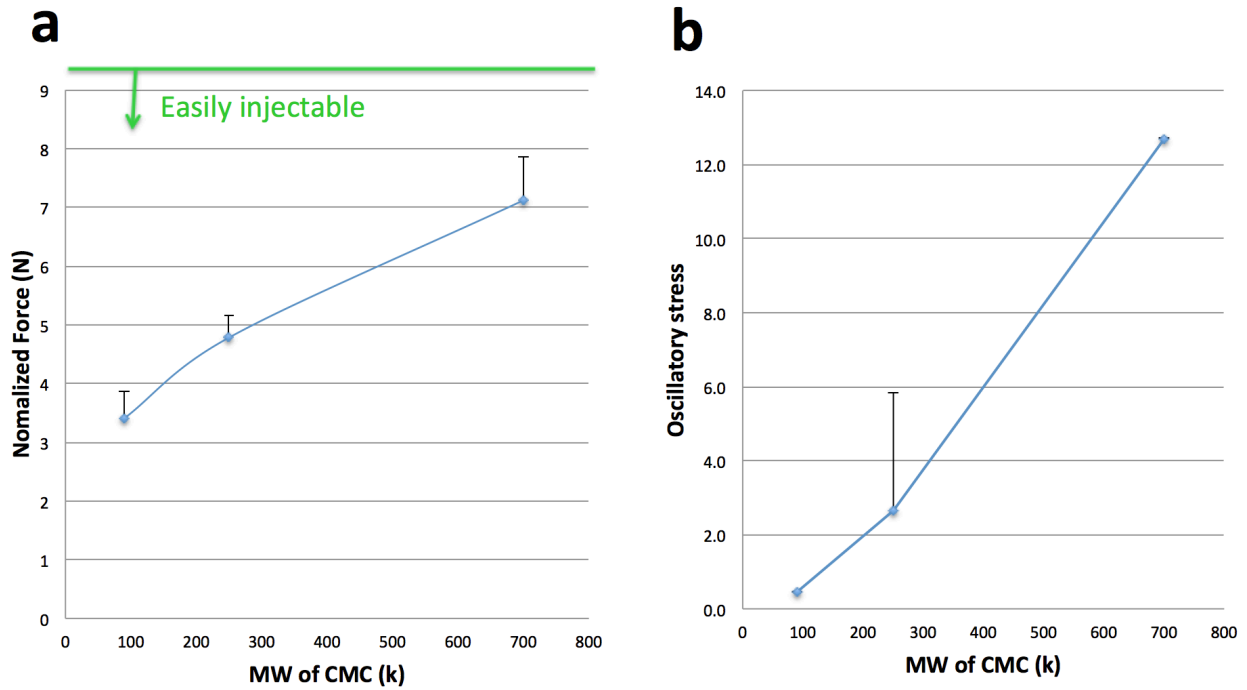 a
Easily injectable
9
8
7
6
5
4
3
2
1
0
Nomalized Force (N)
0 100 200 300 400 500 600 700 800
MW of CMC (k)
b
14.0
12.0
10.0
8.0
6.0
4.0
2.0
0.0
Oscillatory stress
0 100 200 300 400 500 600 700 800
MW of CMC (k)